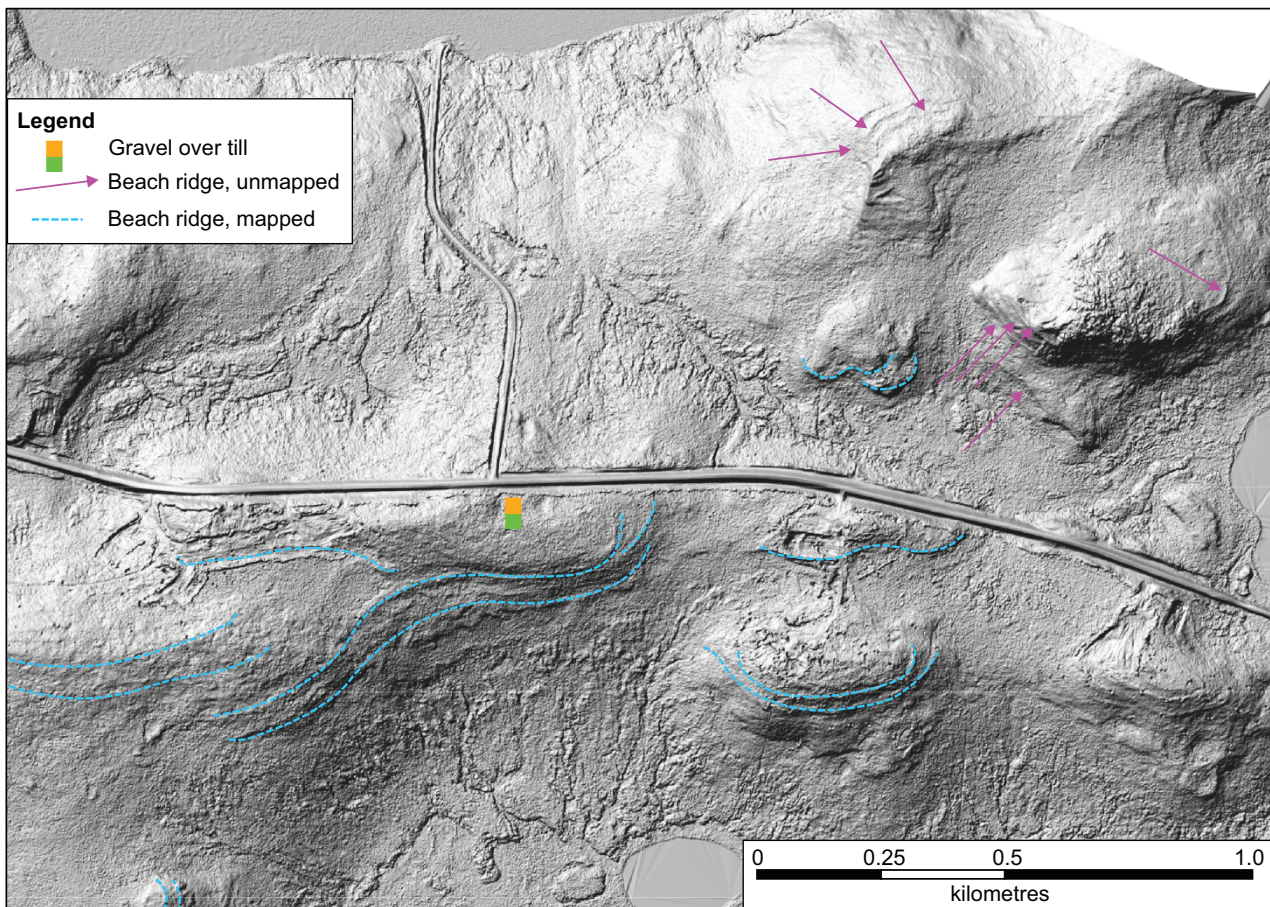 Legend
Gravel over till
Beach ridge, unmapped
Beach ridge, mapped
0 0.25 0.5 1.0
kilometres